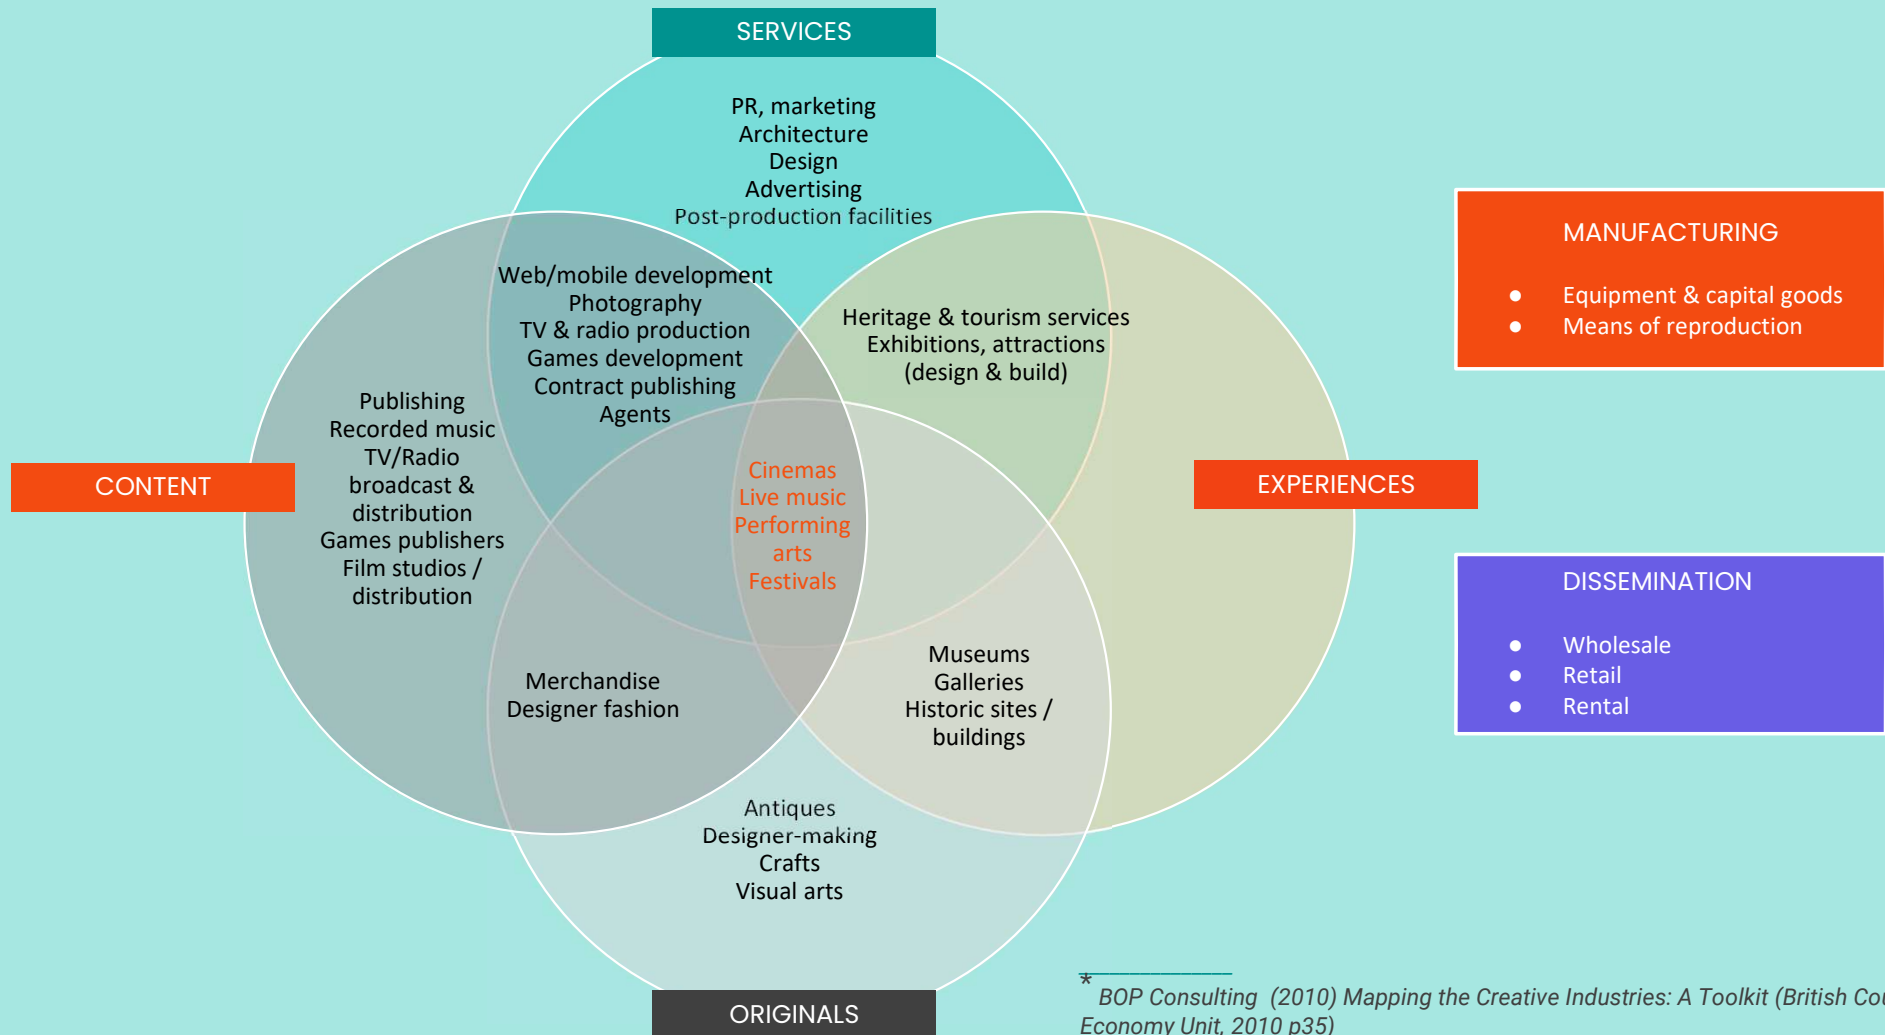 SERVICES
PR, marketing
Architecture
Design
Advertising
Post-production facilities
Web/mobile development
Photography
TV & radio production
Games development
Contract publishing
Agents
Heritage & tourism services
Exhibitions, attractions
(design & build)
Publishing
Recorded music
TV/Radio
broadcast &
distribution
Games publishers
Film studios /
distribution
CONTENT
Cinemas
Live music
Performing
arts
Festivals
EXPERIENCES
Merchandise
Designer fashion
Museums
Galleries
Historic sites /
buildings
Antiques
Designer-making
Crafts
Visual arts
ORIGINALS
MANUFACTURING
● Equipment & capital goods
● Means of reproduction
DISSEMINATION
● Wholesale
● Retail
● Rental
* BOP Consulting (2010) Mapping the Creative Industries: A Toolkit (British
Economy Unit, 2010 p35)